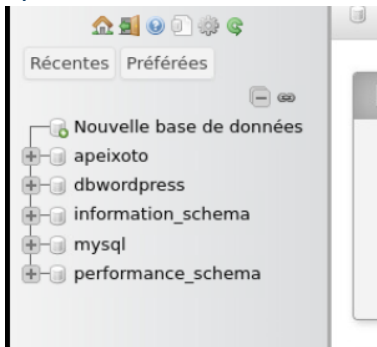 Récentes Préférées
Nouvelle base de données
apeixoto
dbwordpress
information_schema
mysql
performance_schema